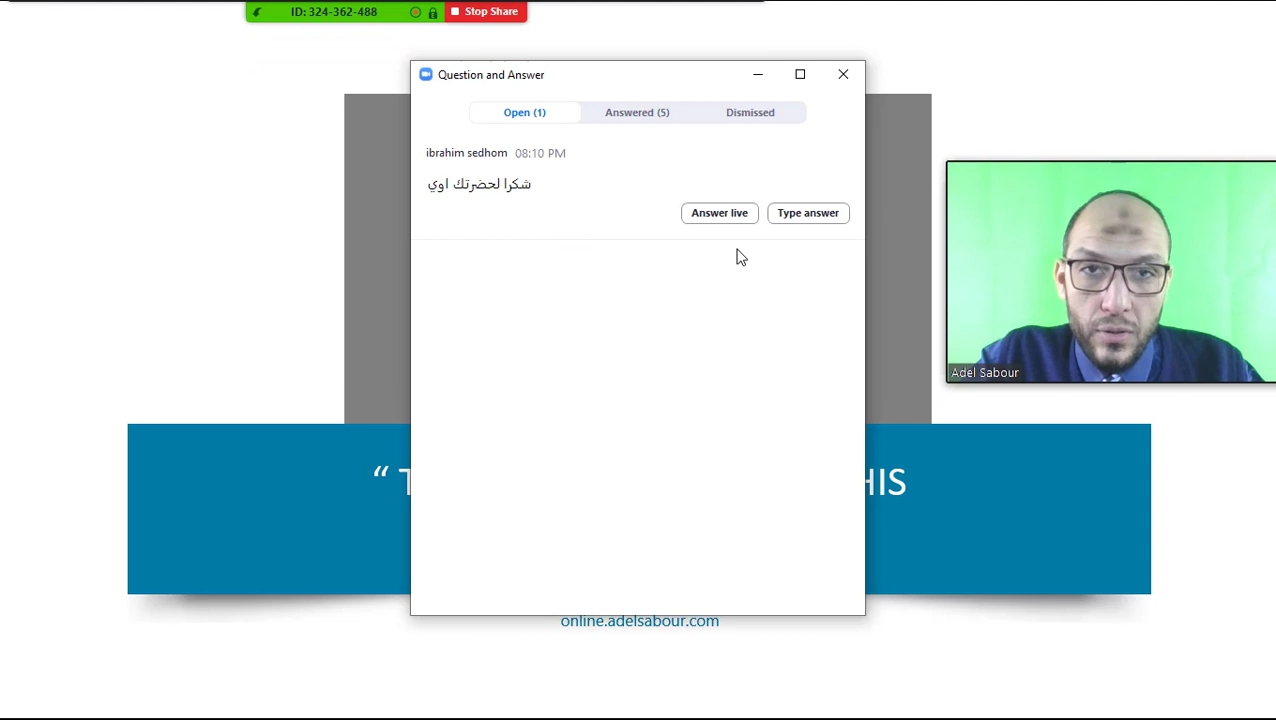 ID: 324-362-488
Stop Share
Question and Answer
Open (1)
Answered (5)
Dismissed
ibrahim sedhom 08:10 PM
شكرا لحضرتك اوي
Answer live
Type answer
Adel Sabour
“ T
HIS
online.adelsabour.com